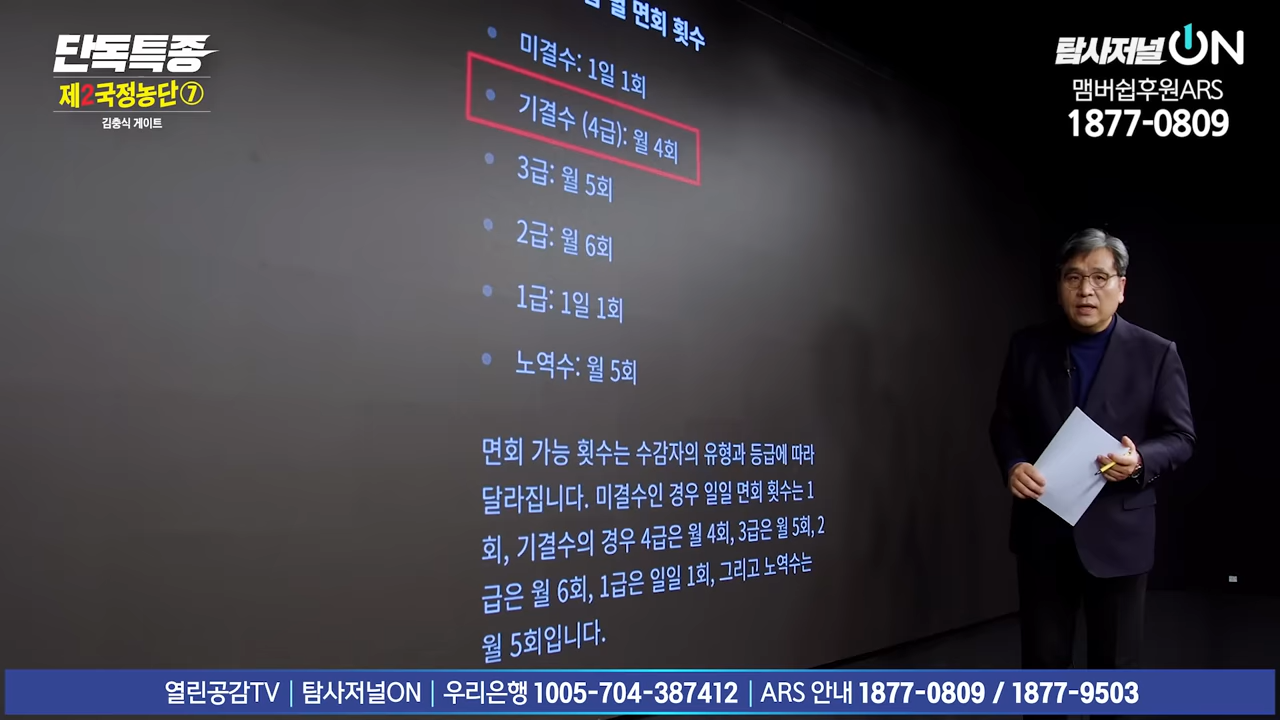 단독특종
제2국정농단⑦
김충식 게이트
탐사저널ON
맴버쉽후원ARS
1877-0809
별 면회 횟수
미결수: 1일 1회
기결수 (4급): 월 4회
3급: 월 5회
2급: 월 6회
1급: 1일 1회
노역수: 월 5회
면회 가능 횟수는 수감자의 유형과 등급에 따라
달라집니다. 미결수인 경우 일일 면회 횟수는 1
회, 기결수의 경우 4급은 월 4회, 3급은 월 5회, 2
급은 월 6회, 1급은 일일 1회, 그리고 노역수는
월 5회입니다.
열린공감TV | 탐사저널ON | 우리은행 1005-704-387412 | ARS 안내 1877-0809 / 1877-9503